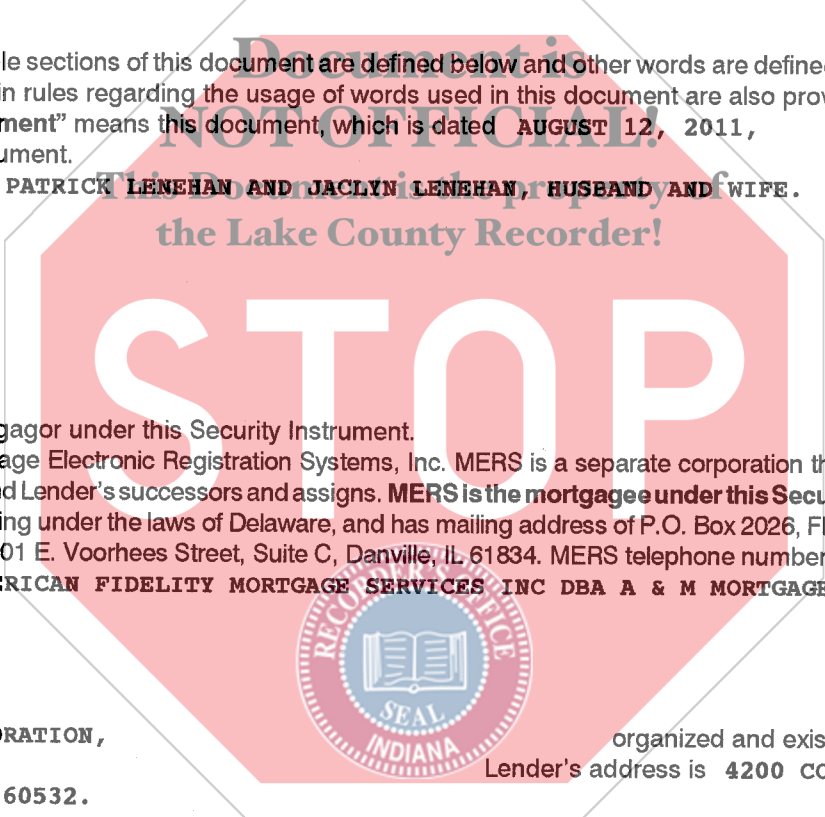 Document is
le sections of this document are defined below and other words are define
in rules regarding the usage of words used in this document are also prov
NOT OFFICIAL!
ment” means this document, which is dated AUGUST 12, 2011,
ument.
This Document is the property of
PATRICK LENEHAN AND JACLYN LENEHAN, HUSBAND AND WIFE.
the Lake County Recorder!
STOP
gagor under this Security Instrument.
age Electronic Registration Systems, Inc. MERS is a separate corporation th
d Lender's successors and assigns. MERS is the mortgagee under this Secu
ing under the laws of Delaware, and has mailing address of P.O. Box 2026, Fl
01 E. Voorhees Street, Suite C, Danville, IL 61834. MERS telephone number
RICAN FIDELITY MORTGAGE SERVICES INC DBA A & M MORTGAGE
RECORDER'S OFFICE
SEAL
INDIANA
ORATION,
organized and exis
Lender's address is 4200 CO
60532.